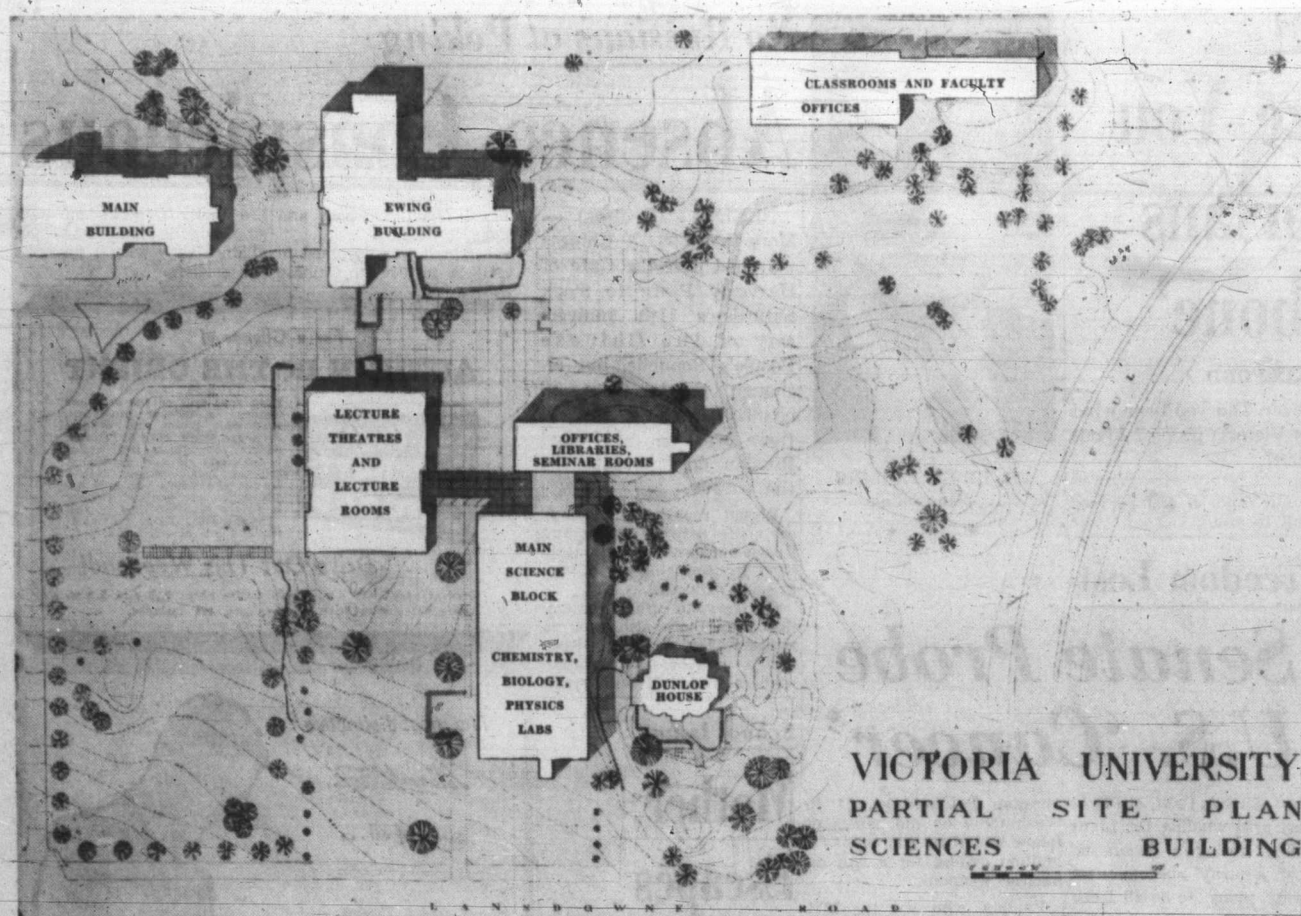 CLASSROOMS AND FACULTY
OFFICES
MAIN
BUILDING
EWING
BUILDING
LECTURE
THEATRES
AND
LECTURE
ROOMS
OFFICES,
LIBRARIES,
SEMINAR ROOMS
MAIN
SCIENCE
BLOCK
CHEMISTRY,
BIOLOGY,
PHYSICS
LABS
DUNLOP
HOUSE
VICTORIA UNIVERSITY
PARTIAL SITE PLAN
SCIENCES BUILDING
LANSDOWNE ROAD